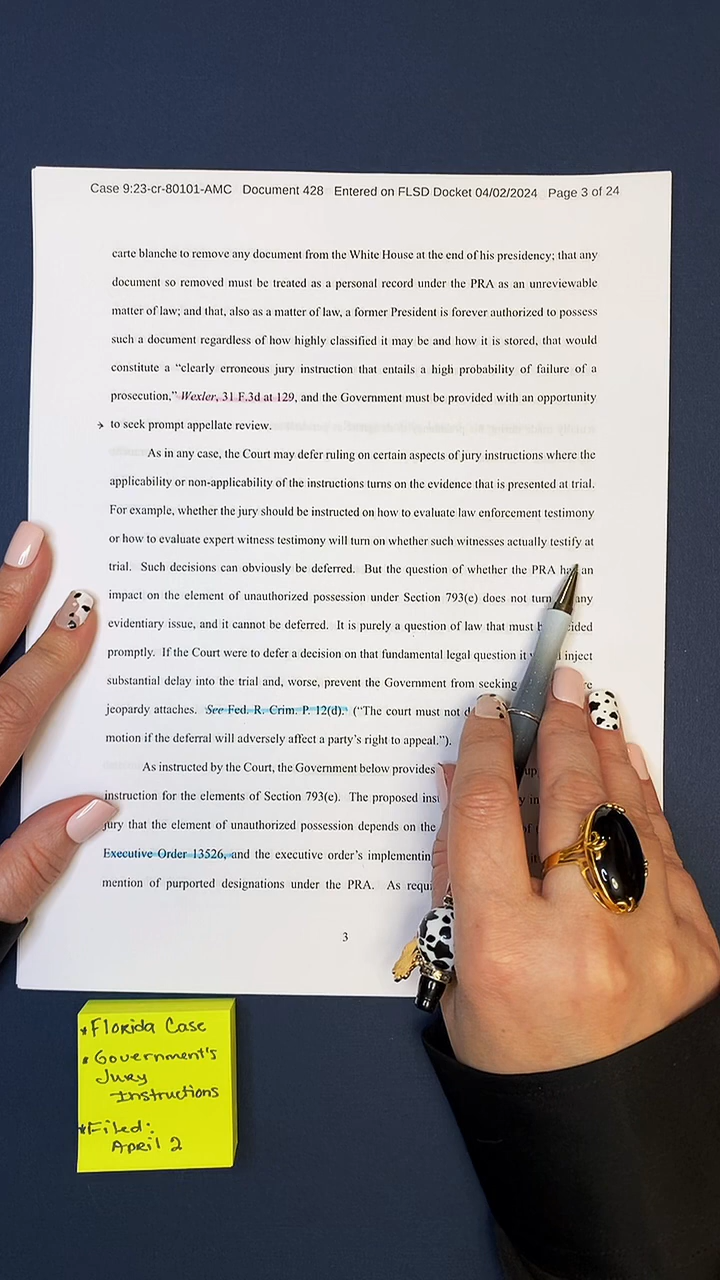 Case 9:23-cr-80101-AMC Document 428 Entered on FLSD Docket 04/02/2024 Page 3 of 24
carte blanche to remove any document from the White House at the end of his presidency; that any
document so removed must be treated as a personal record under the PRA as an unreviewable
matter of law; and that, also as a matter of law, a former President is forever authorized to possess
such a document regardless of how highly classified it may be and how it is stored, that would
constitute a “clearly erroneous jury instruction that entails a high probability of failure of a
prosecution,” Wexler, 31 F.3d at 129, and the Government must be provided with an opportunity
to seek prompt appellate review.
As in any case, the Court may defer ruling on certain aspects of jury instructions where the
applicability or non-applicability of the instructions turns on the evidence that is presented at trial.
For example, whether the jury should be instructed on how to evaluate law enforcement testimony
or how to evaluate expert witness testimony will turn on whether such witnesses actually testify at
trial. Such decisions can obviously be deferred. But the question of whether the PRA an
impact on the element of unauthorized possession under Section 793(e) does not turn any
evidentiary issue, and it cannot be deferred. It is purely a question of law that must
promptly. If the Court were to defer a decision on that fundamental legal question it inject
substantial delay into the trial and, worse, prevent the Government from seeking
jeopardy attaches. See Fed. R. Crim. P. 12(d). (“The court must not
motion if the deferral will adversely affect a party’s right to appeal.”).
As instructed by the Court, the Government below provides
instruction for the elements of Section 793(e). The proposed
jury that the element of unauthorized possession depends on the
Executive Order 13526, and the executive order’s
mention of purported designations under the PRA. As
3
*Florida Case
*Government's
Jury
Instructions
*Filed:
April 2